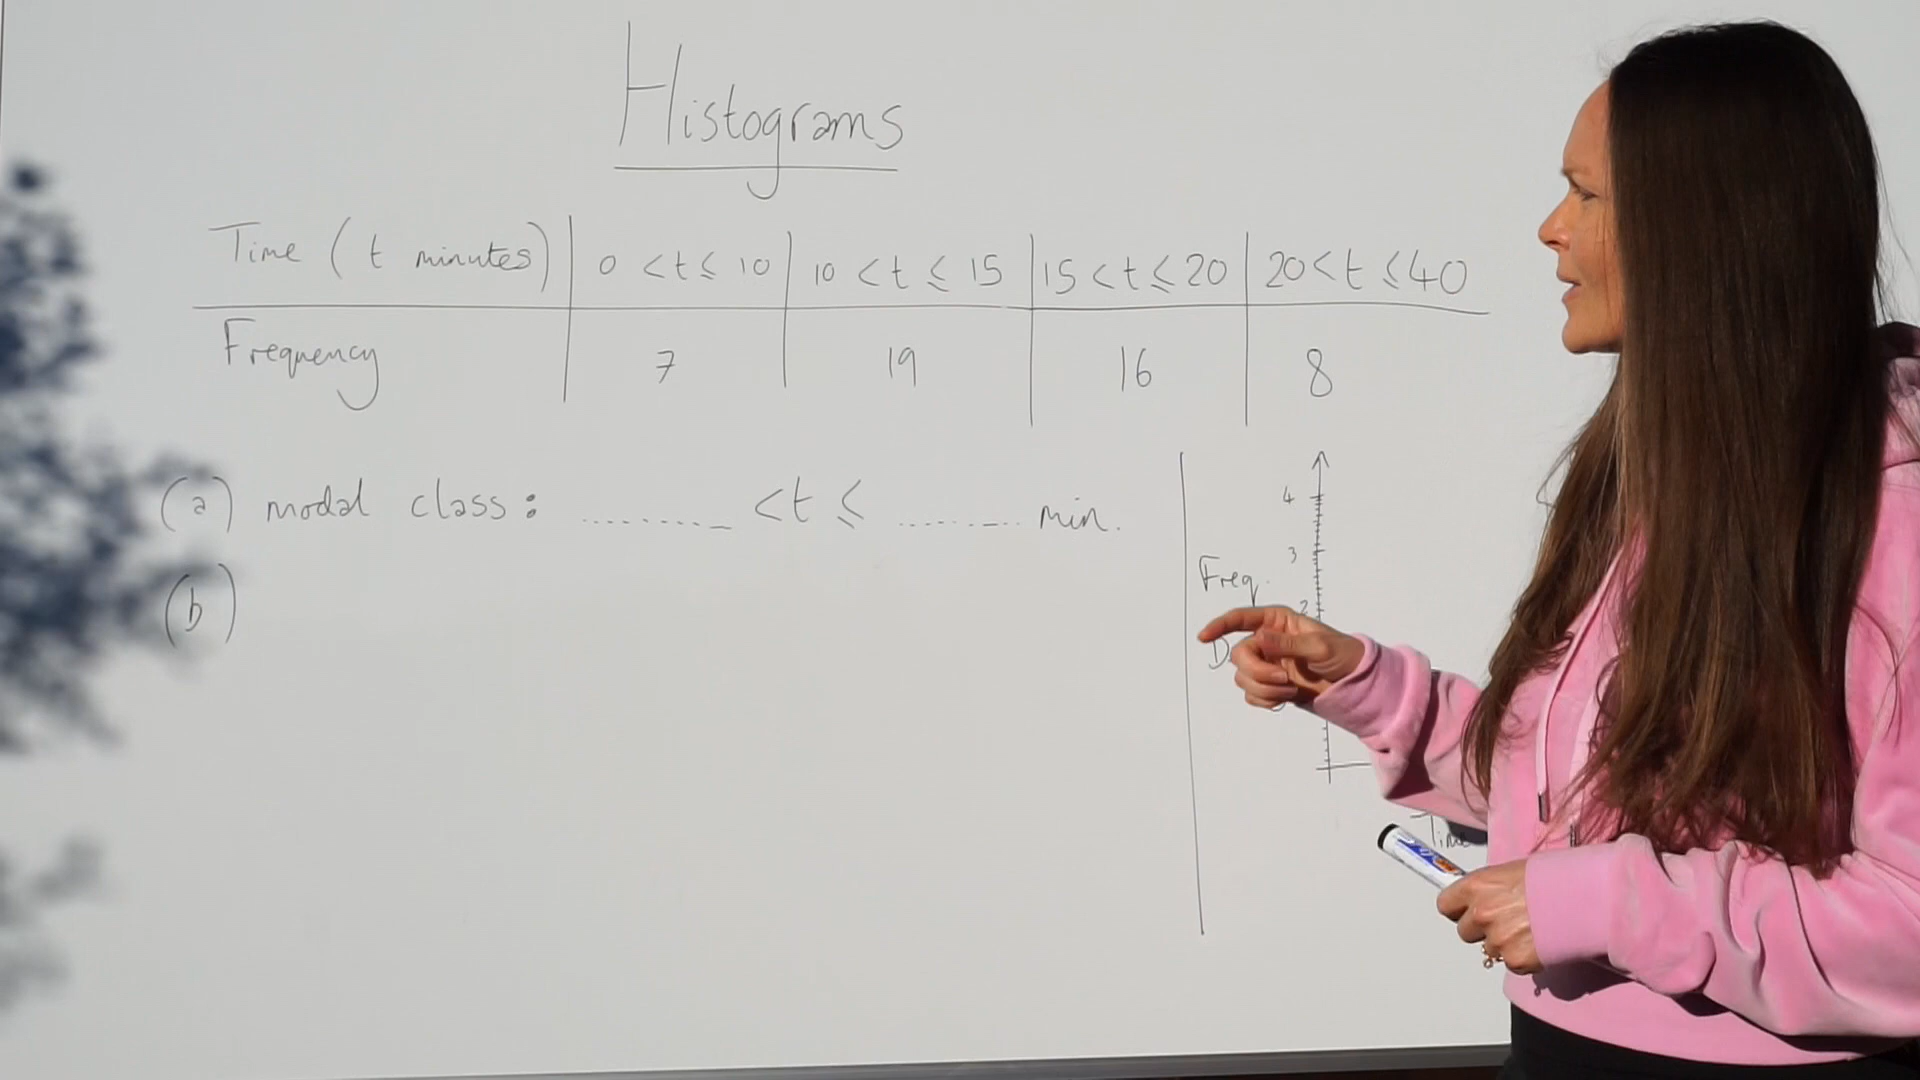 Histograms
Time (t minutes) 0 < t ≤ 10 10 < t ≤ 15 15 < t ≤ 20 20 < t ≤ 40
Frequency 7 19 16 8
(a) modal class: ........... < t ≤ ........... min.
(b)
4
3
Freq.
2
D
Time